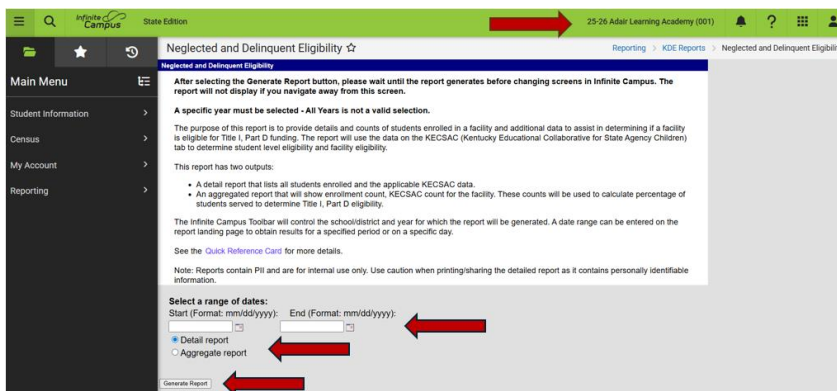 Infinite Campus
State Edition
25-26 Adair Learning Academy (001)
Neglected and Delinquent Eligibility
Reporting > KDE Reports > Neglected and Delinquent Eligibili
Main Menu
Student Information
Census
My Account
Reporting
Neglected and Delinquent Eligibility
After selecting the Generate Report button, please wait until the report generates before changing screens in Infinite Campus. The
report will not display if you navigate away from this screen.
A specific year must be selected - All Years is not a valid selection.
The purpose of this report is to provide details and counts of students enrolled in a facility and additional data to assist in determining if a facility
is eligible for Title I, Part D funding. The report will use the data on the KECSAC (Kentucky Educational Collaborative for State Agency Children)
tab to determine student level eligibility and facility eligibility.
This report has two outputs:
• A detail report that lists all students enrolled and the applicable KECSAC data.
• An aggregated report that will show enrollment count, KECSAC count for the facility. These counts will be used to calculate percentage of
students served to determine Title I, Part D eligibility.
The Infinite Campus Toolbar will control the school/district and year for which the report will be generated. A date range can be entered on the
report landing page to obtain results for a specified period or on a specific day.
See the Quick Reference Card for more details.
Note: Reports contain PII and are for internal use only. Use caution when printing/sharing the detailed report as it contains personally identifiable
information.
Select a range of dates:
Start (Format: mm/dd/yyyy): End (Format: mm/dd/yyyy):
Detail report
Aggregate report
Generate Report